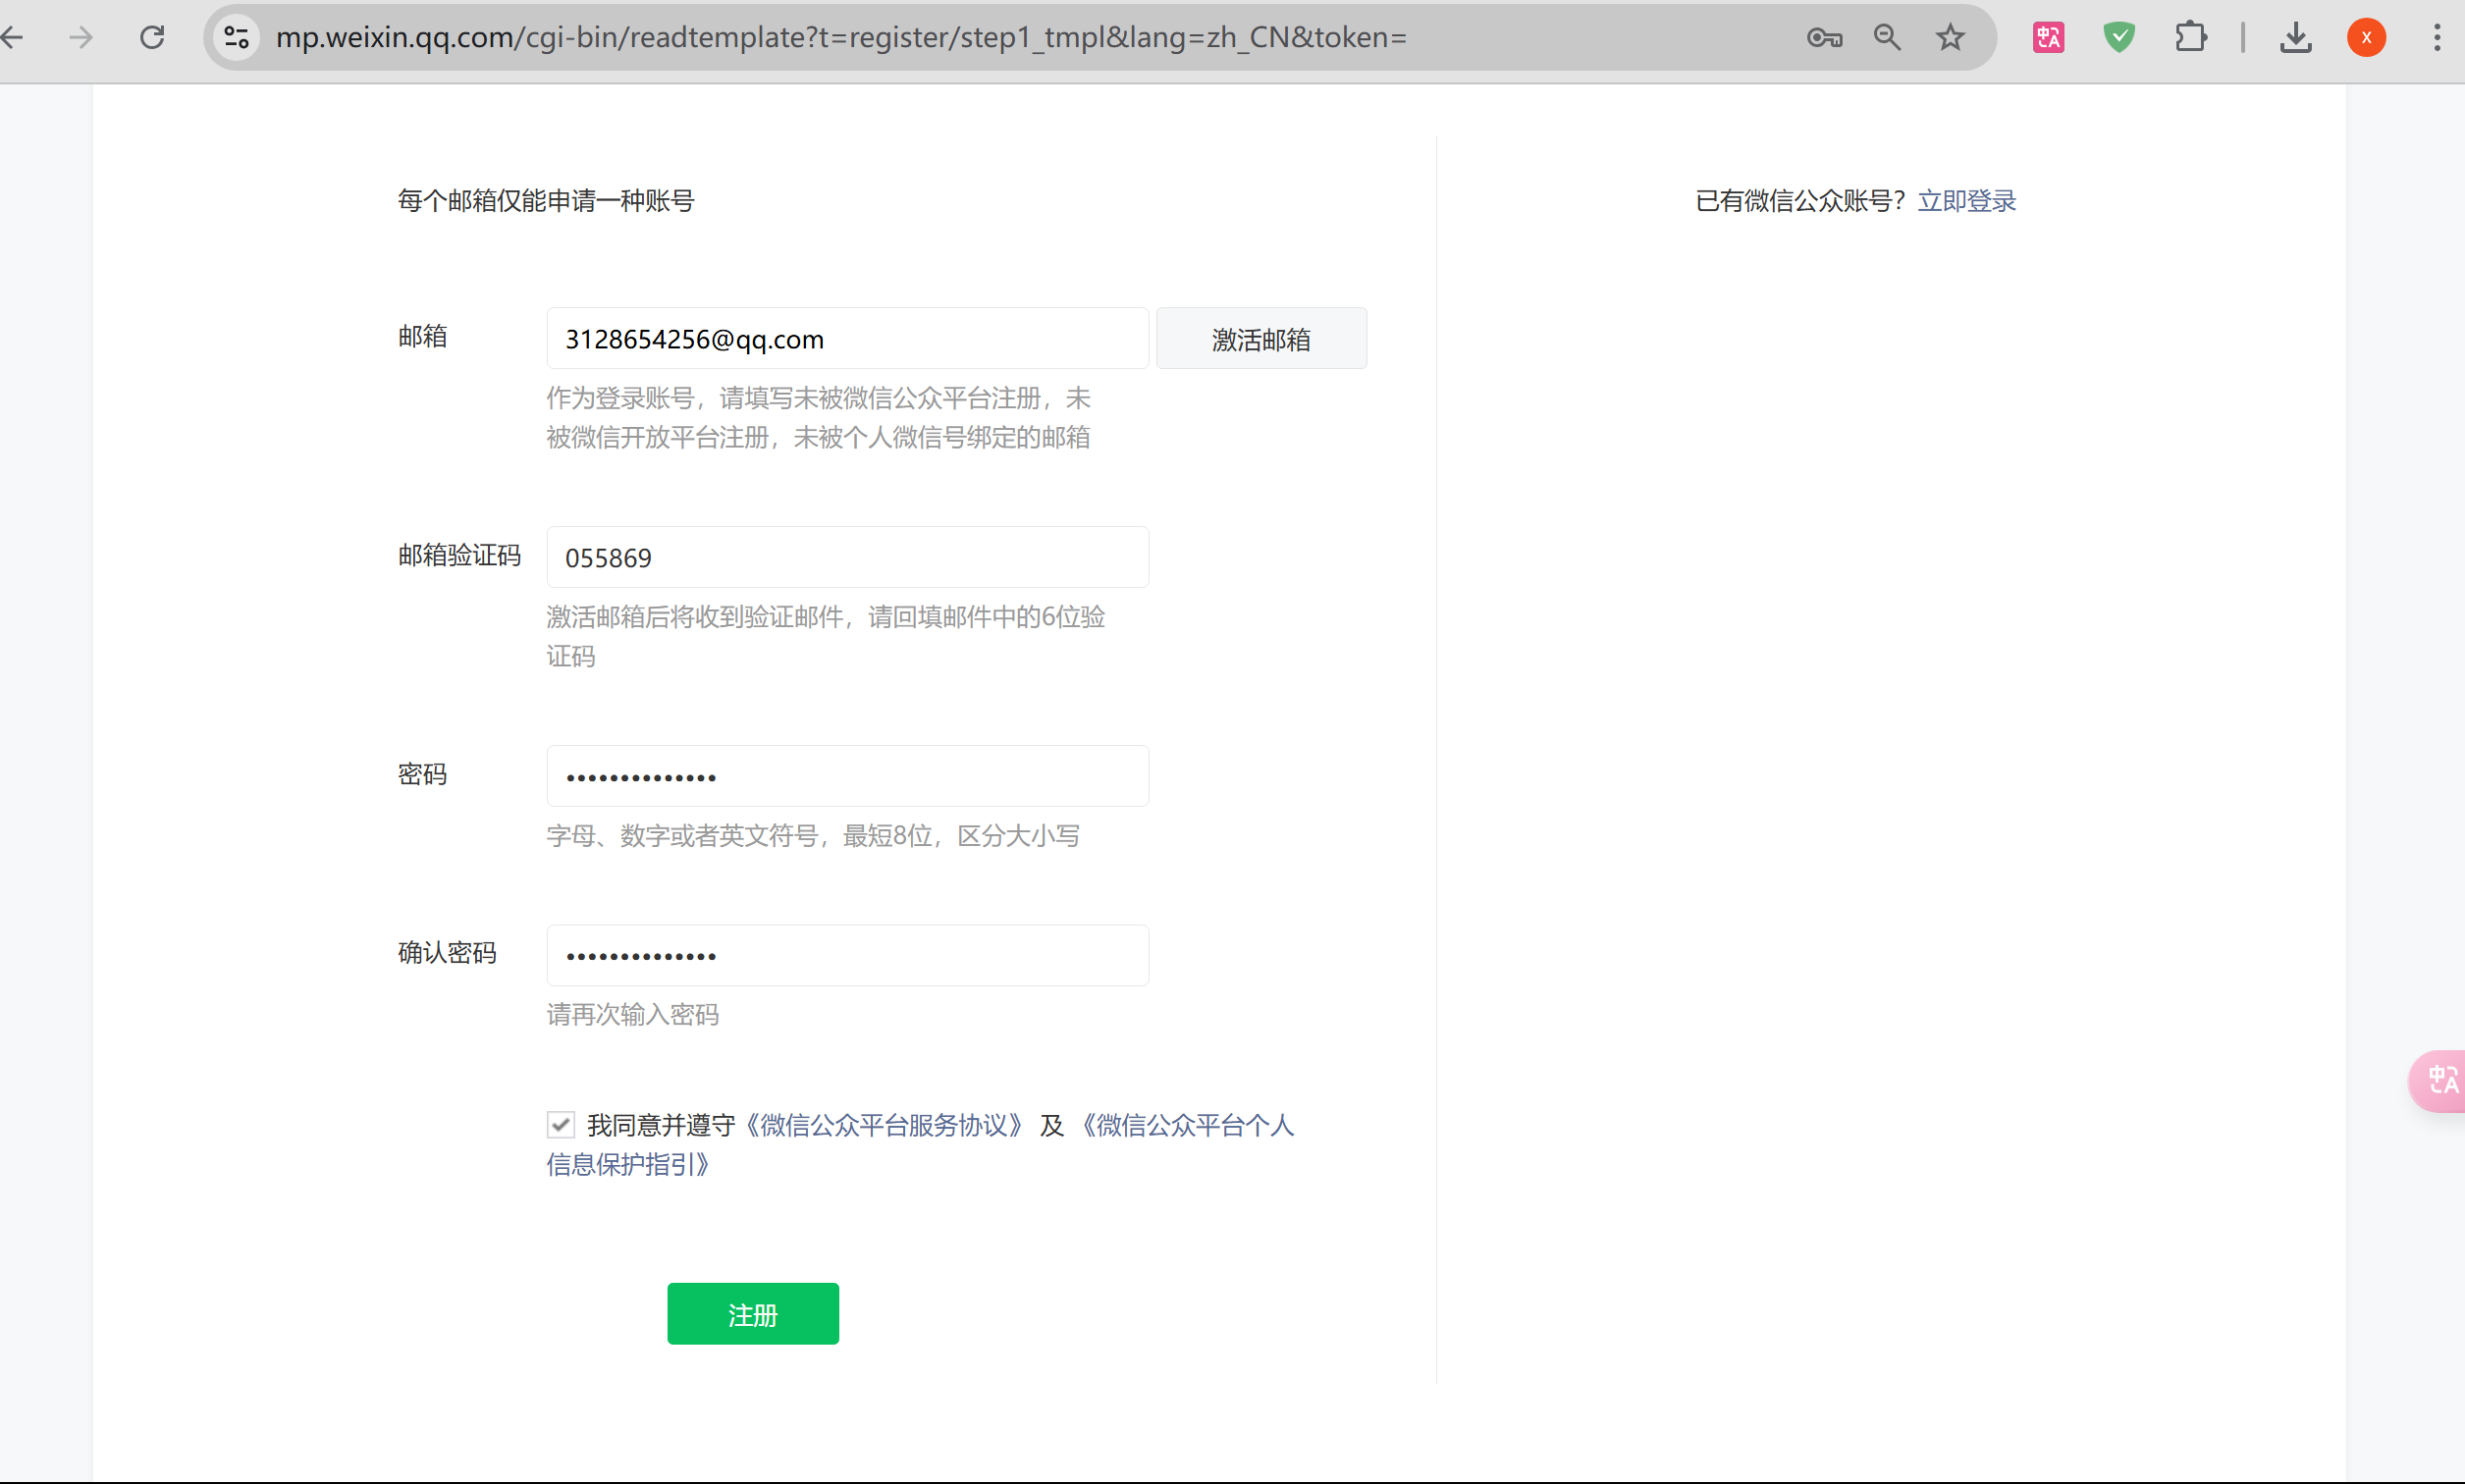 mp.weixin.qq.com/cgi-bin/readtemplate?t=register/step1_tmpl&lang=zh_CN&token=
X
每个邮箱仅能申请一种账号
已有微信公众账号？立即登录
邮箱
3128654256@qq.com
激活邮箱
作为登录账号，请填写未被微信公众平台注册，未
被微信开放平台注册，未被个人微信号绑定的邮箱
邮箱验证码
055869
激活邮箱后将收到验证邮件，请回填邮件中的6位验
证码
密码
••••••••••••••
字母、数字或者英文符号，最短8位，区分大小写
确认密码
••••••••••••••
请再次输入密码
我同意并遵守《微信公众平台服务协议》 及 《微信公众平台个人
信息保护指引》
注册
中A